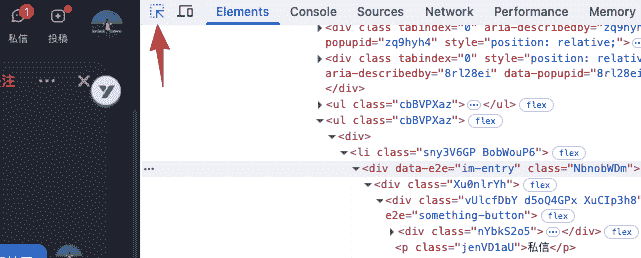 1
私信
投稿
注
Elements
Console
Sources
Network
Performance
Memory
<div tabindex="0" aria-describedby="zq9hy
popupid="zq9hyh4" style="position: relative;">
</div>
<div tabindex="0" style="position: relativ
aria-describedby="8rl28ei" data-popupid="8rl28
</div>
<ul class="cbBVPXaz"> </ul> flex
<ul class="cbBVPXaz"> flex
<div>
<li class="sny3V6GP BobWouP6"> flex
<div data-e2e="im-entry" class="NbnobWDm">
<div class="Xu0nlrYh"> flex
<div class="vUlcfDbY d5oQ4GPx XuCIp3h8"
e2e="something-button"> flex
<div class="nYbkS2o5"> </div> flex
<p class="jenVD1aU">私信</p>